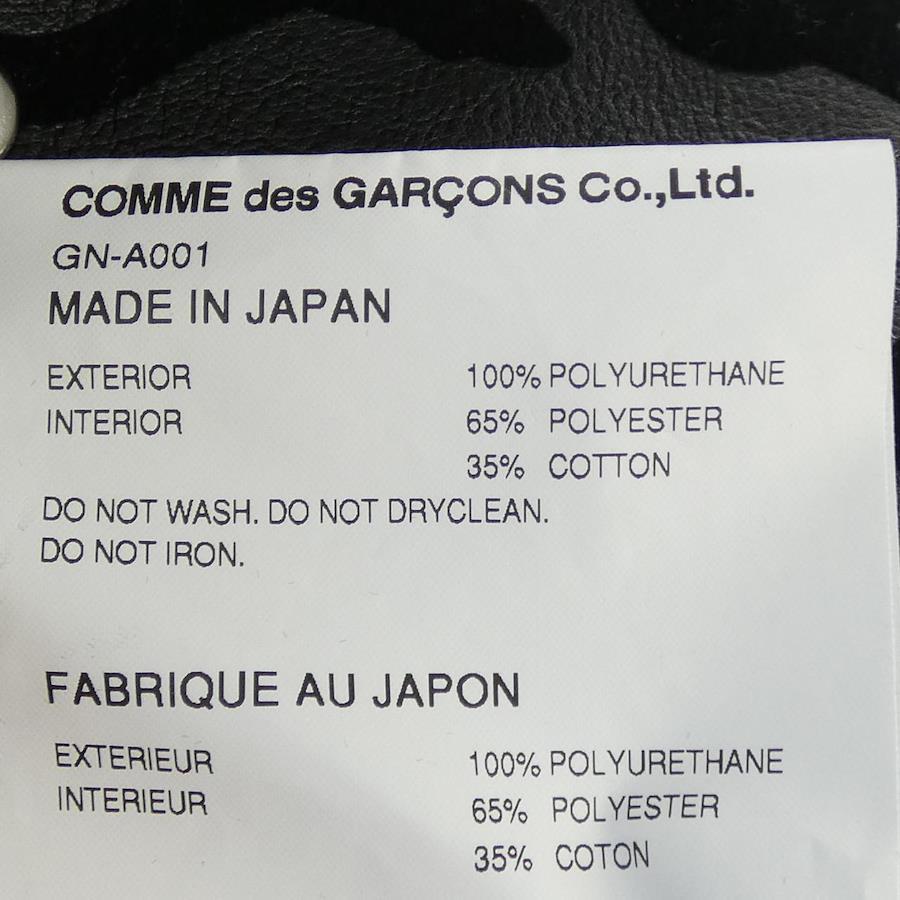 COMME des GARÇONS Co.,Ltd.
GN-A001
MADE IN JAPAN
EXTERIOR 100% POLYURETHANE
INTERIOR 65% POLYESTER
35% COTTON
DO NOT WASH. DO NOT DRYCLEAN.
DO NOT IRON.
FABRIQUE AU JAPON
EXTERIEUR 100% POLYURETHANE
INTERIEUR 65% POLYESTER
35% COTON